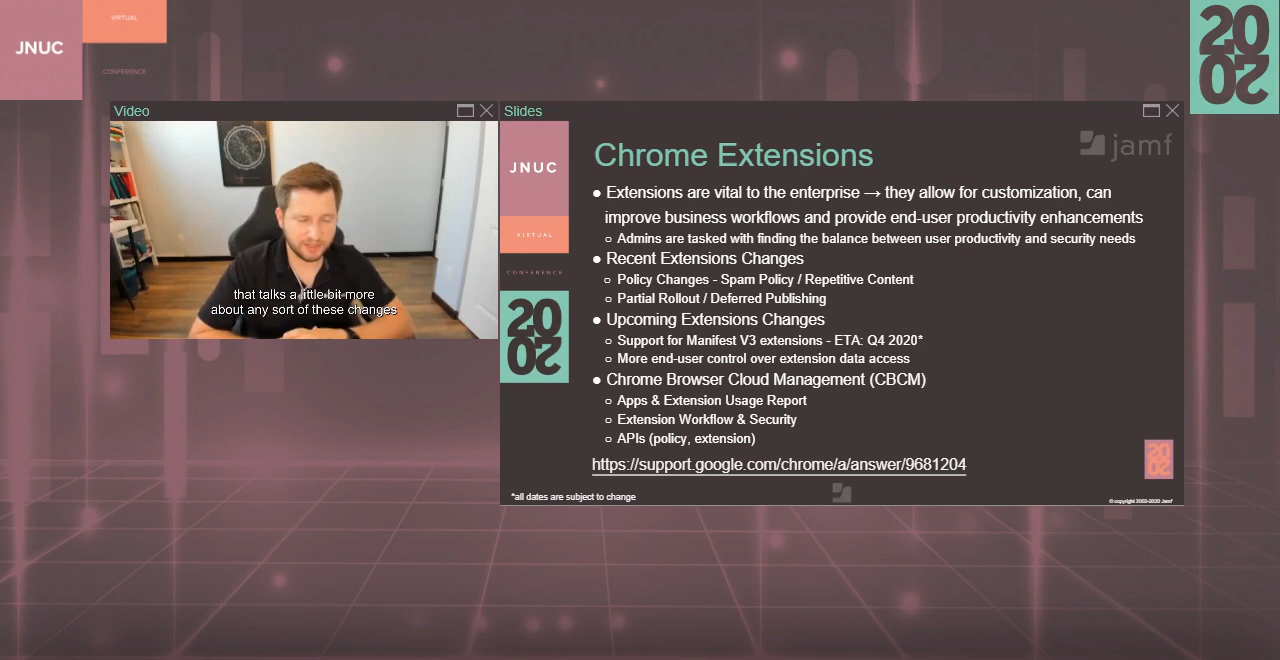 JNUC
VIRTUAL
CONFERENCE
2020
Video
Slides
that talks a little bit more
about any sort of these changes
JNUC
VIRTUAL
CONFERENCE
2020
jamf
Chrome Extensions
● Extensions are vital to the enterprise → they allow for customization, can
improve business workflows and provide end-user productivity enhancements
○ Admins are tasked with finding the balance between user productivity and security needs
● Recent Extensions Changes
○ Policy Changes - Spam Policy / Repetitive Content
○ Partial Rollout / Deferred Publishing
● Upcoming Extensions Changes
○ Support for Manifest V3 extensions - ETA: Q4 2020*
○ More end-user control over extension data access
● Chrome Browser Cloud Management (CBCM)
○ Apps & Extension Usage Report
○ Extension Workflow & Security
○ APIs (policy, extension)
https://support.google.com/chrome/a/answer/9681204
2020
*all dates are subject to change
© copyright 2002-2020 Jamf